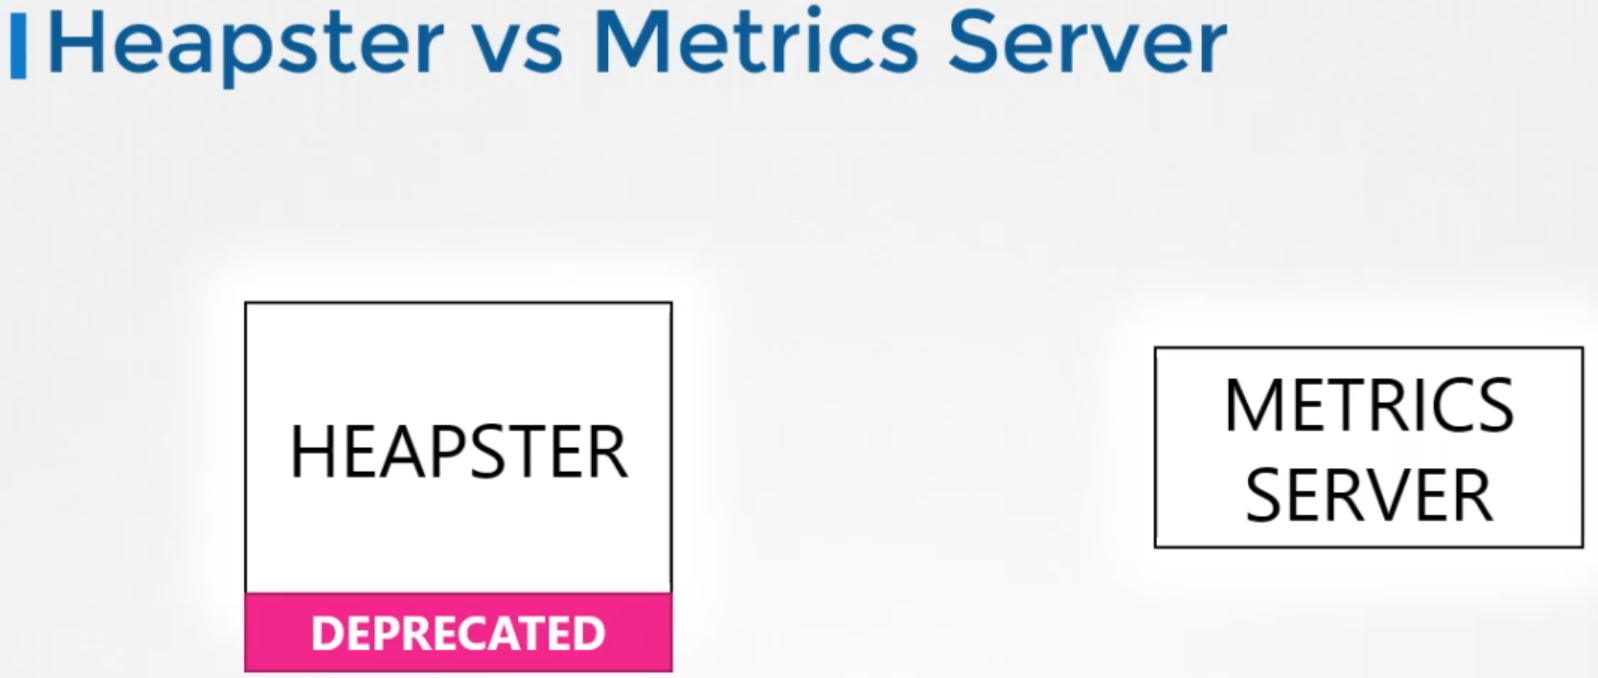 Heapster vs Metrics Server
HEAPSTER
DEPRECATED
METRICS
SERVER